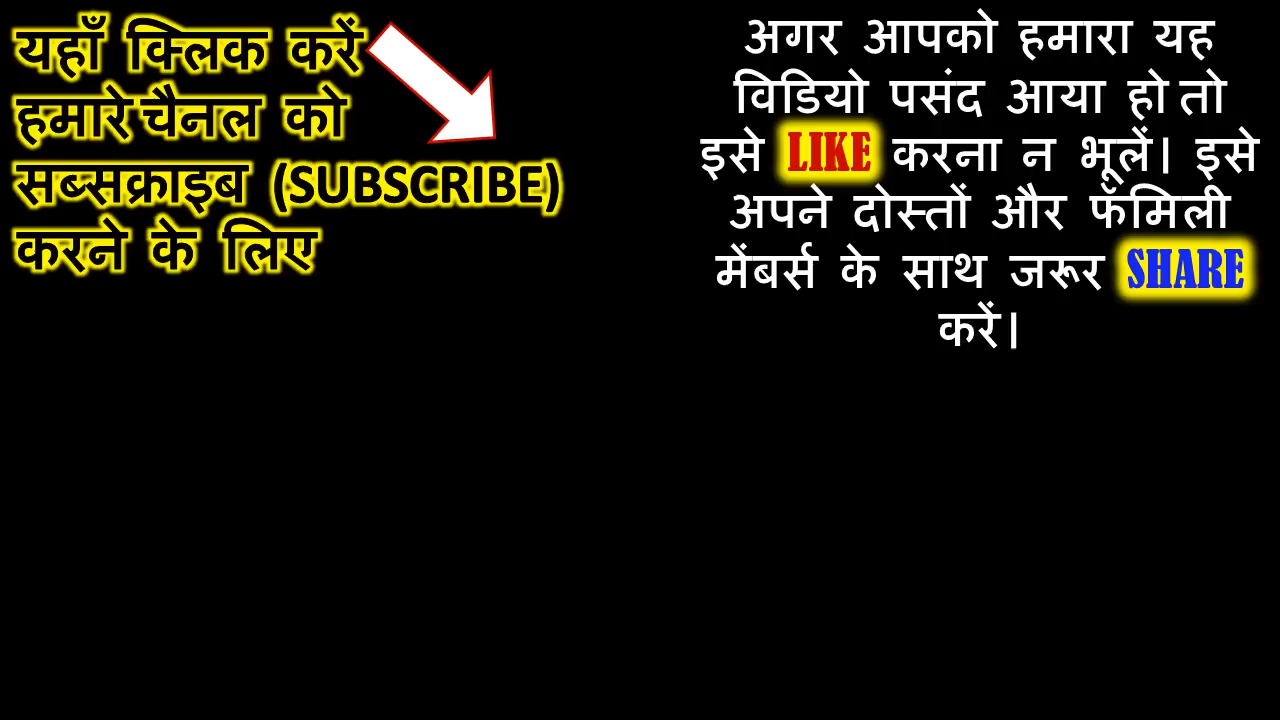 यहाँ क्लिक करें
हमारे चैनल को
सब्सक्राइब (SUBSCRIBE)
करने के लिए
अगर आपको हमारा यह
विडियो पसंद आया हो तो
इसे LIKE करना न भूलें। इसे
अपने दोस्तों और फॅमिली
मेंबर्स के साथ जरूर SHARE
करें।